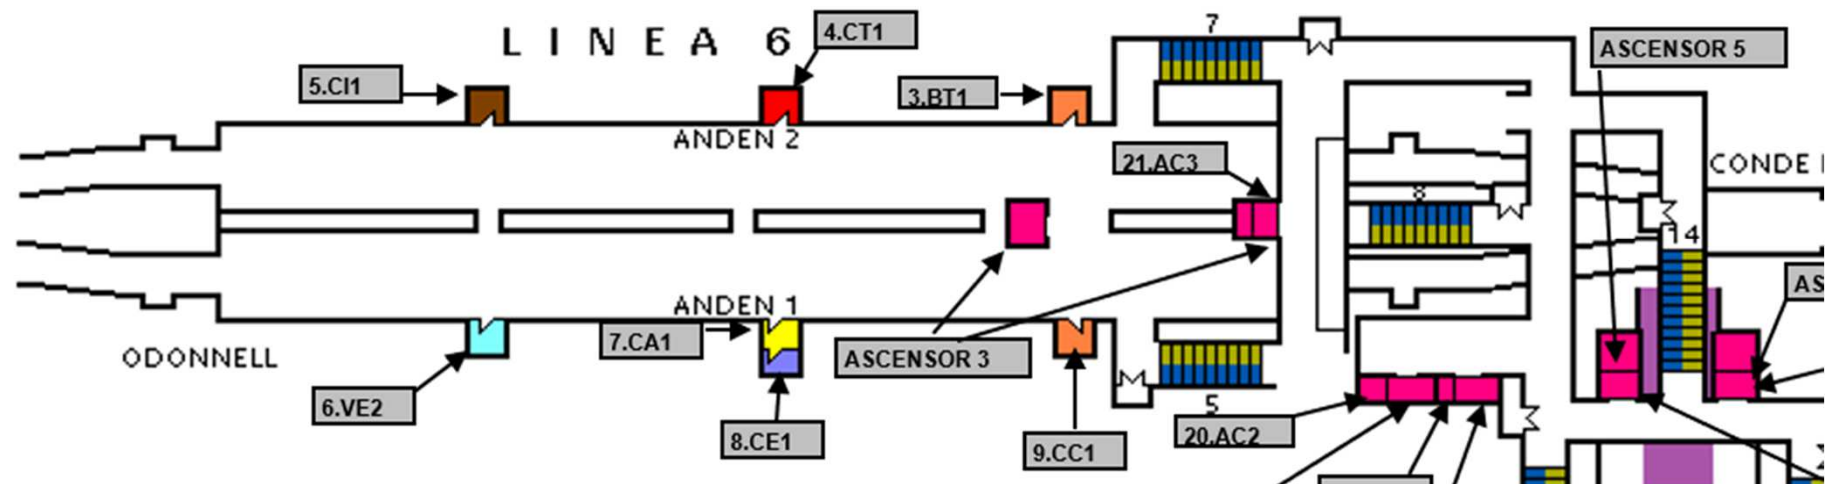 LINEA 6
4.CT1
7
ASCENSOR 5
5.CI1
3.BT1
ANDEN 2
21.AC3
CONDE
8
14
ANDEN 1
AS
7.CA1
ASCENSOR 3
ODONNELL
6.VE2
5
20.AC2
8.CE1
9.CC1